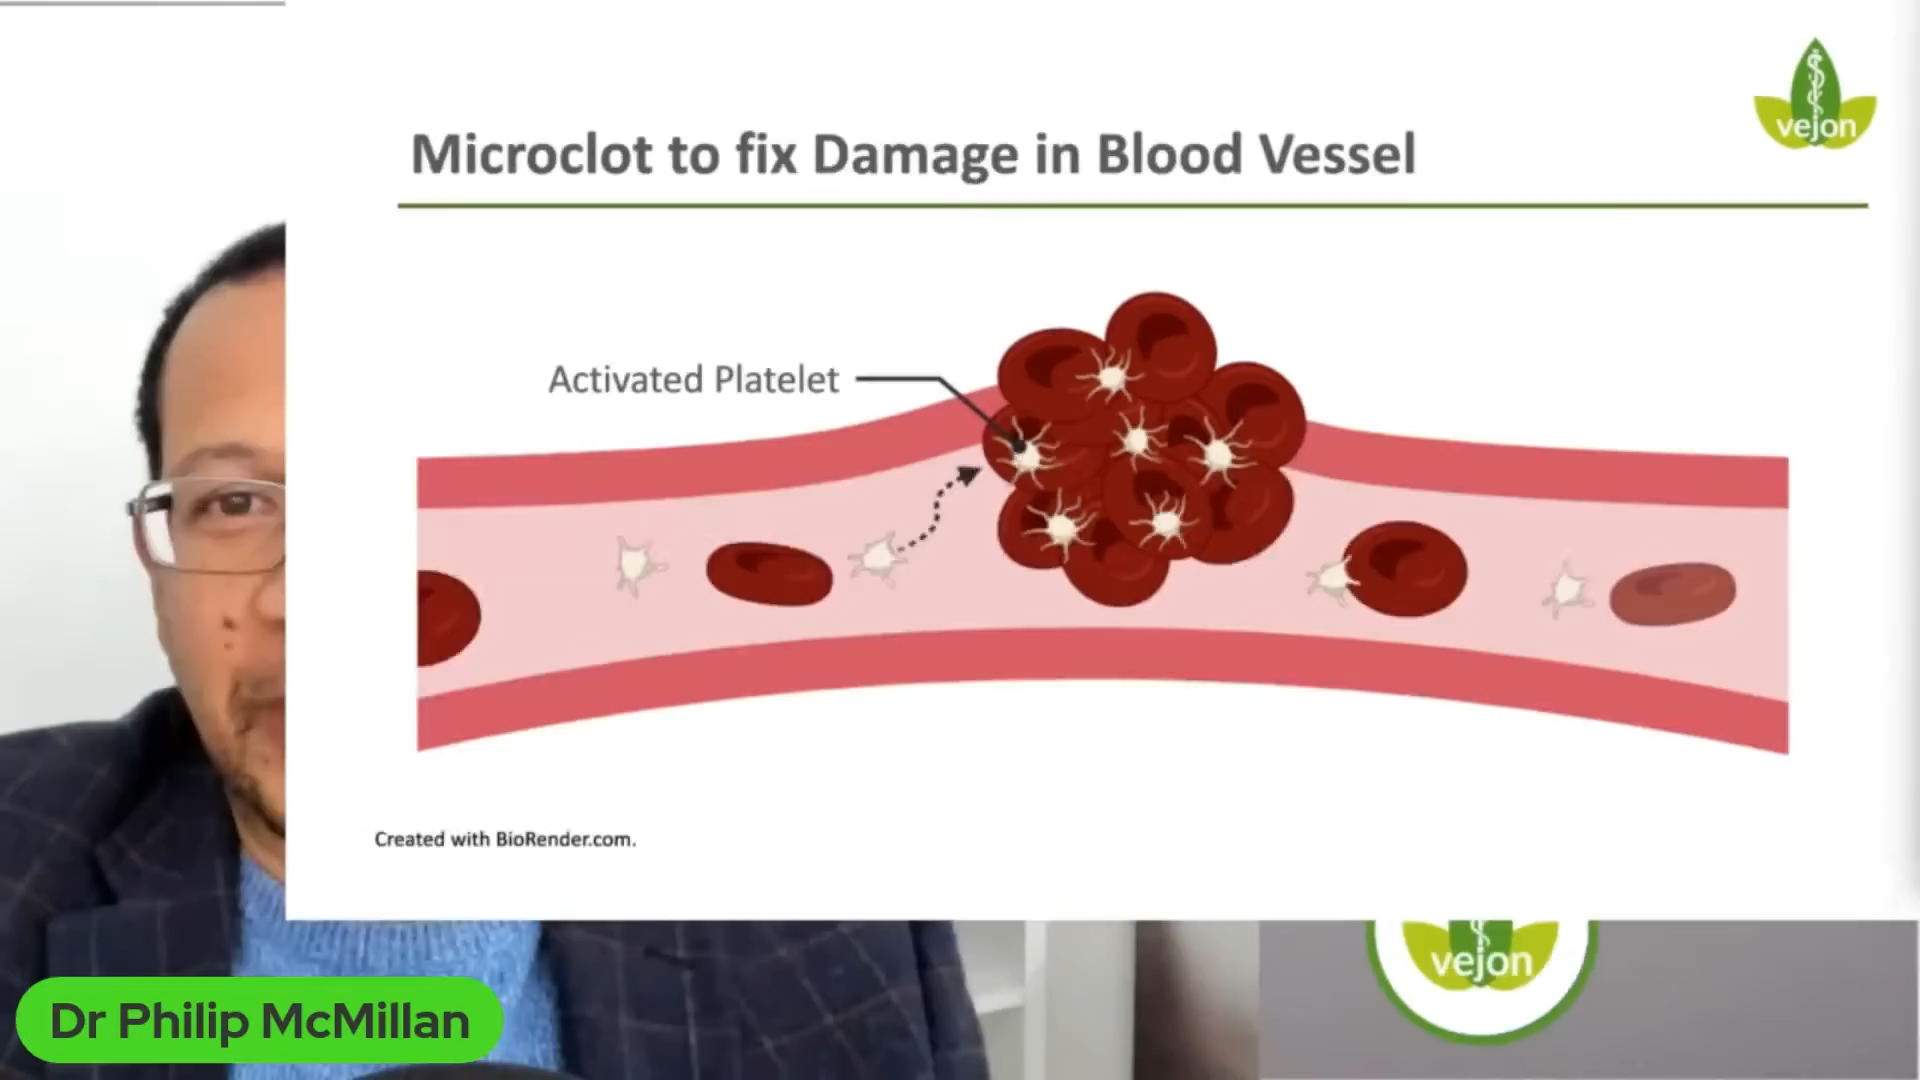 vejon
Microclot to fix Damage in Blood Vessel
Activated Platelet
Created with BioRender.com.
vejon
Dr Philip McMillan